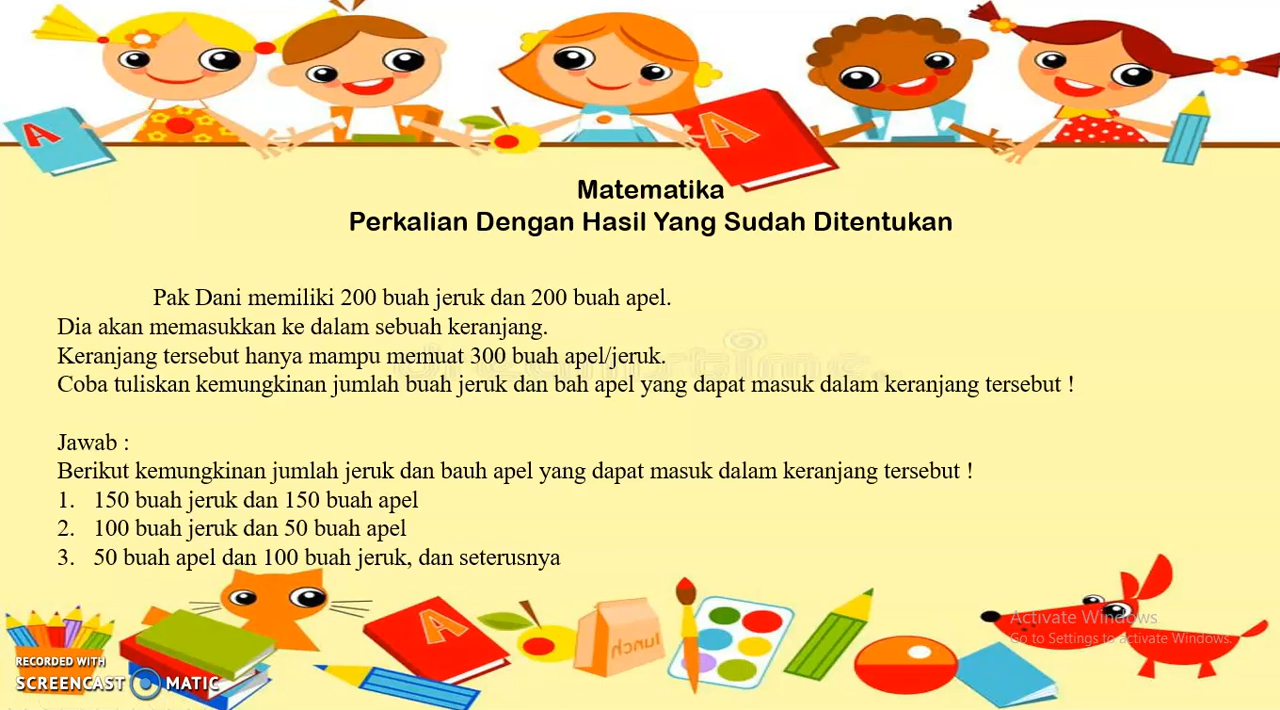 Matematika
Perkalian Dengan Hasil Yang Sudah Ditentukan
Pak Dani memiliki 200 buah jeruk dan 200 buah apel.
Dia akan memasukkan ke dalam sebuah keranjang.
Keranjang tersebut hanya mampu memuat 300 buah apel/jeruk.
Coba tuliskan kemungkinan jumlah buah jeruk dan bah apel yang dapat masuk dalam keranjang tersebut !
Jawab :
Berikut kemungkinan jumlah jeruk dan bauh apel yang dapat masuk dalam keranjang tersebut !
1. 150 buah jeruk dan 150 buah apel
2. 100 buah jeruk dan 50 buah apel
3. 50 buah apel dan 100 buah jeruk, dan seterusnya
A
A
A
lunch
Activate Windows
Go to Settings to activate Windows.
RECORDED WITH
SCREENCAST MATIC